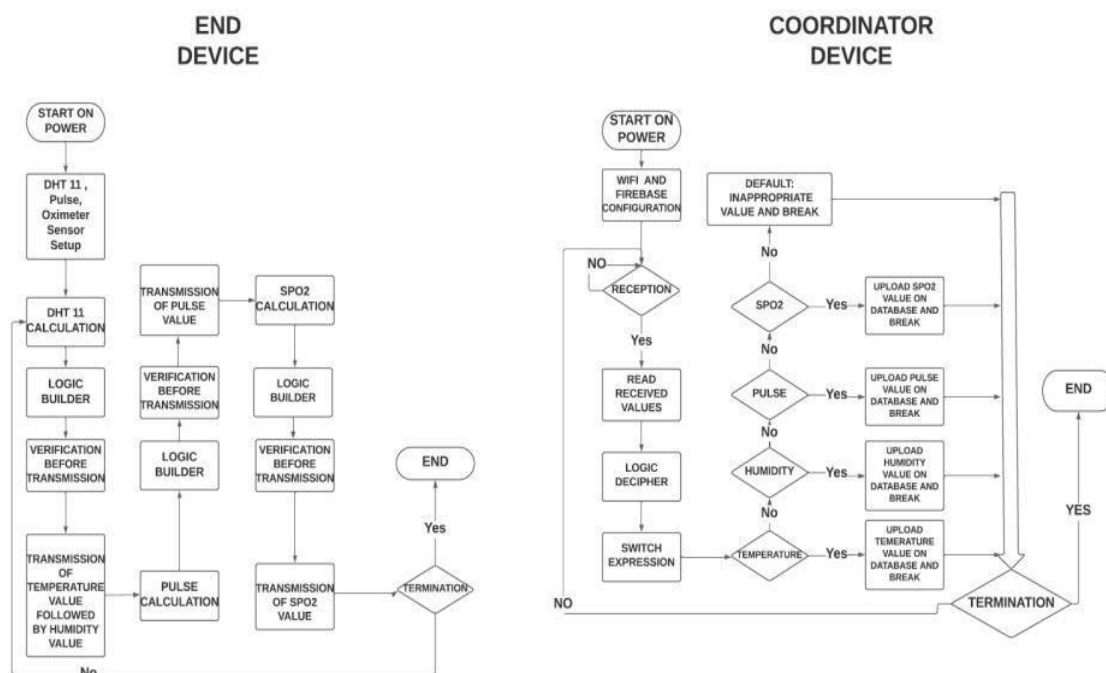 END
DEVICE
START ON
POWER
DHT 11 ,
Pulse,
Oximeter
Sensor
Setup
DHT 11
CALCULATION
LOGIC
BUILDER
VERIFICATION
BEFORE
TRANSMISSION
TRANSMISSION
OF
TEMPERATURE
VALUE
FOLLOWED
BY HUMIDITY
VALUE
PULSE
CALCULATION
LOGIC
BUILDER
VERIFICATION
BEFORE
TRANSMISSION
TRANSMISSION
OF PULSE
VALUE
SPO2
CALCULATION
LOGIC
BUILDER
VERIFICATION
BEFORE
TRANSMISSION
TRANSMISSION
OF SPO2
VALUE
TERMINATION
Yes
END
No
COORDINATOR
DEVICE
START ON
POWER
WIFI AND
FIREBASE
CONFIGURATION
NO
RECEPTION
Yes
READ
RECEIVED
VALUES
LOGIC
DECIPHER
SWITCH
EXPRESSION
TEMPERATURE
Yes
UPLOAD
TEMERATURE
VALUE ON
DATABASE AND
BREAK
No
HUMIDITY
Yes
UPLOAD
HUMIDITY
VALUE ON
DATABASE AND
BREAK
No
PULSE
Yes
UPLOAD PULSE
VALUE ON
DATABASE AND
BREAK
No
SPO2
Yes
UPLOAD SPO2
VALUE ON
DATABASE AND
BREAK
No
DEFAULT:
INAPPROPRIATE
VALUE AND BREAK
TERMINATION
NO
YES
END